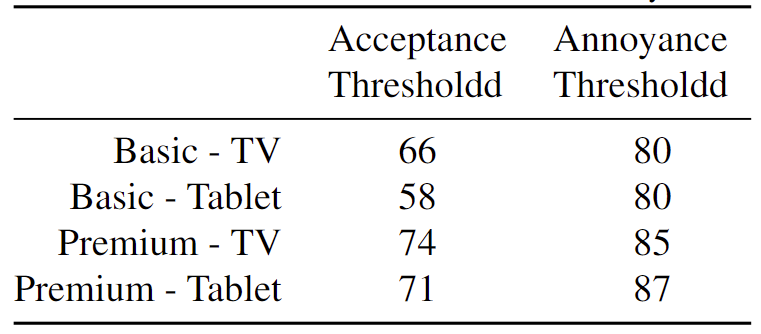 Acceptance Annoyance
Thresholdd Thresholdd
Basic - TV 66 80
Basic - Tablet 58 80
Premium - TV 74 85
Premium - Tablet 71 87